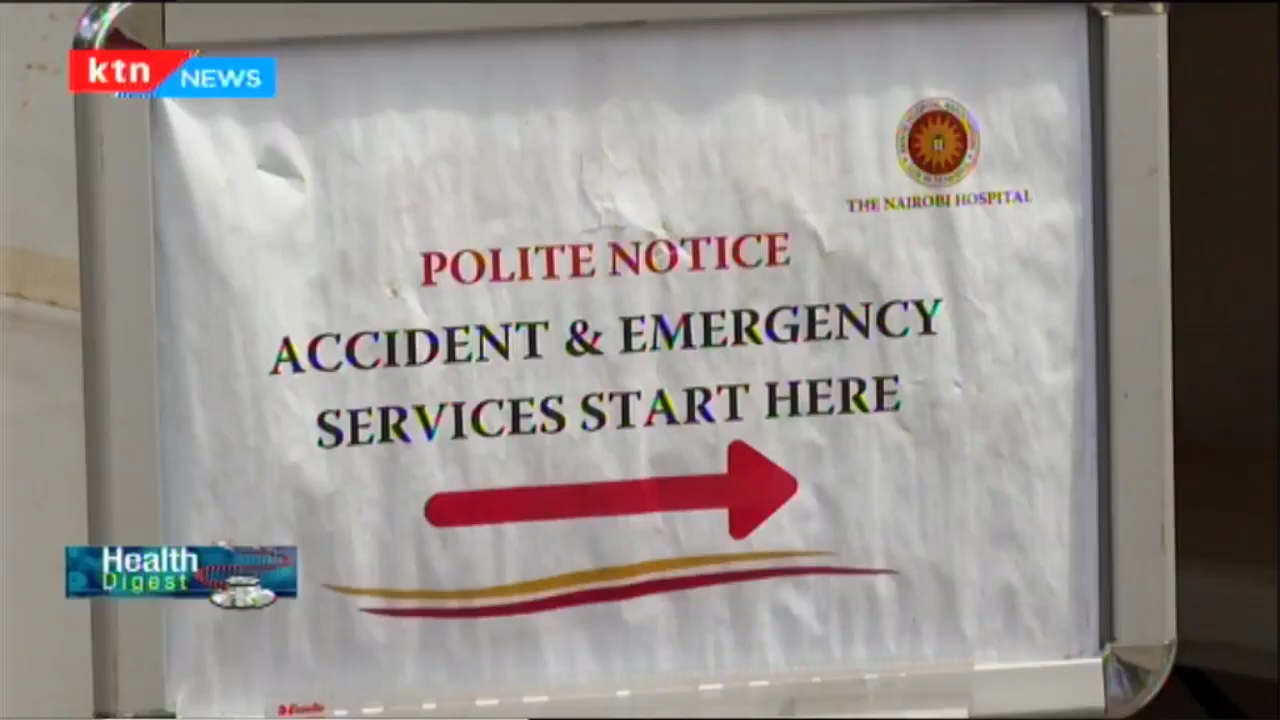 ktn NEWS
THE NAIROBI HOSPITAL
POLITE NOTICE
ACCIDENT & EMERGENCY
SERVICES START HERE
Health
Digest